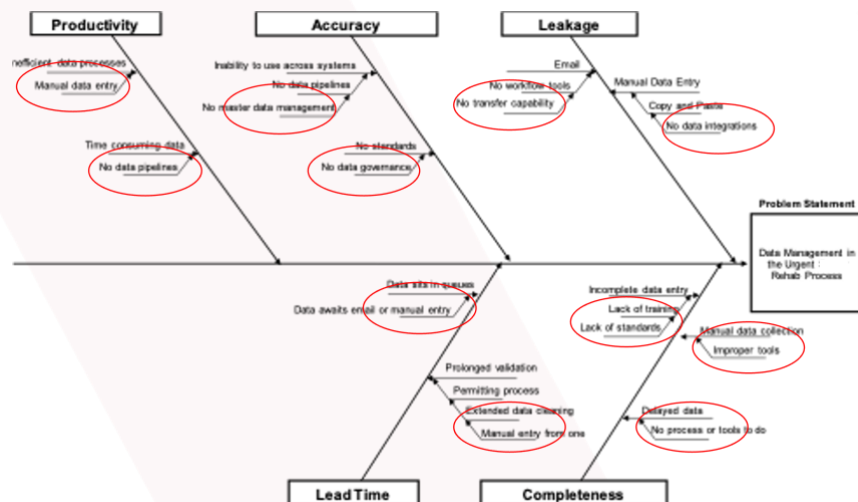 Productivity
Accuracy
Leakage
nefficient data processes
Manual data entry
Time consuming data
No data pipelines
Inability to use across systems
No data pipelines
No master data management
No standards
No data governance
Email
No workflow tools
No transfer capability
Manual Data Entry
Copy and Paste
No data integrations
Problem Statement
Data Management in
the Urgent :
Rehab Process
Data sits in queues
Data awaits email or manual entry
Prolonged validation
Permitting process
Extended data cleaning
Manual entry from one
Incomplete data entry
Lack of training
Lack of standards
Manual data collection
Improper tools
Delayed data
No process or tools to do
Lead Time
Completeness